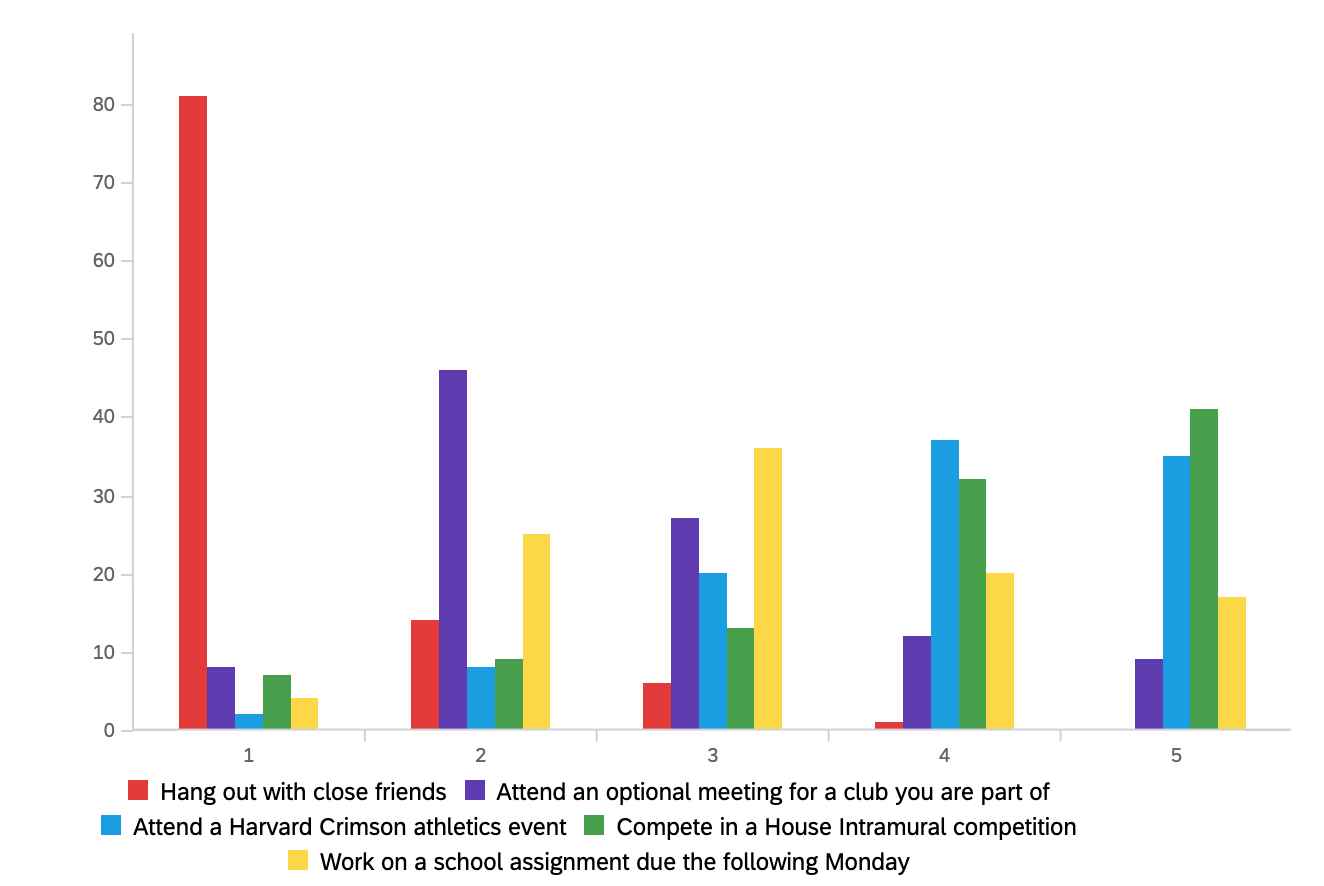 80
70
60
50
40
30
20
10
0
1 2 3 4 5
Hang out with close friends Attend an optional meeting for a club you are part of
Attend a Harvard Crimson athletics event Compete in a House Intramural competition
Work on a school assignment due the following Monday